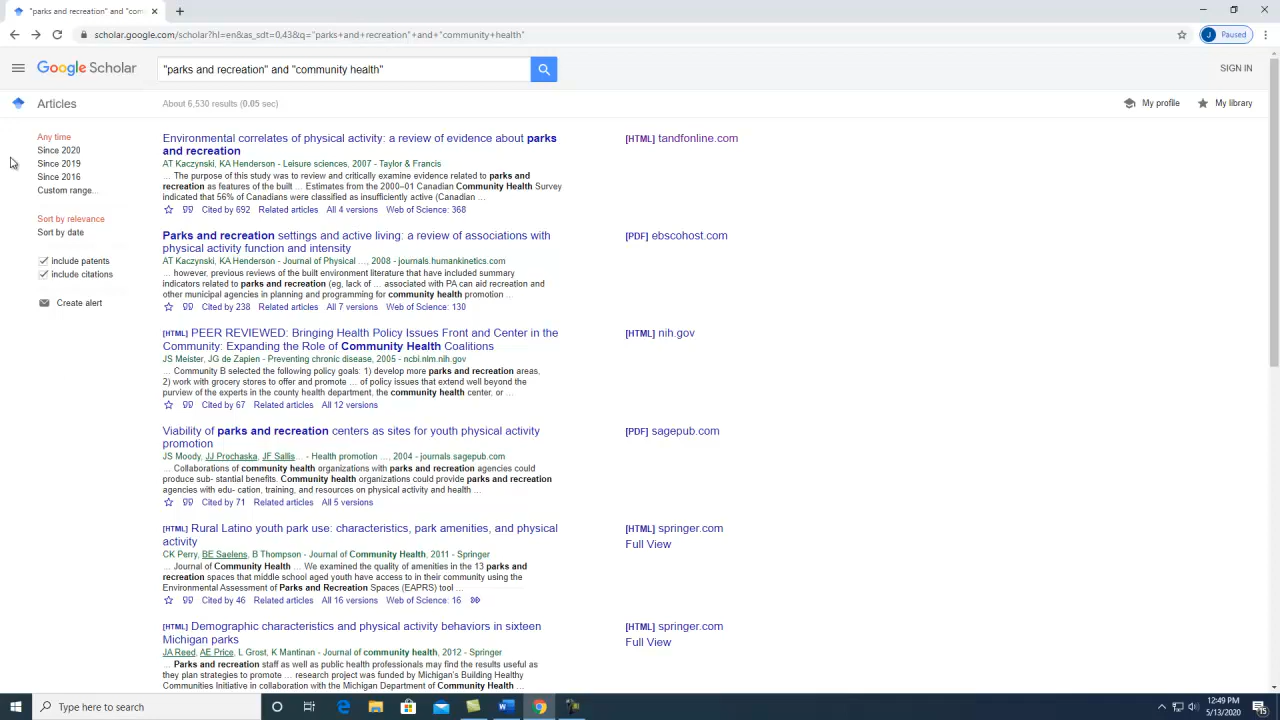 "parks and recreation" and "com
scholar.google.com/scholar?hl=en&as_sdt=0,43&q="parks+and+recreation"+and+"community+health"
J Paused
Google Scholar
"parks and recreation" and "community health"
SIGN IN
Articles
About 6,530 results (0.05 sec)
My profile
My library
Any time
Since 2020
Since 2019
Since 2016
Custom range...
Sort by relevance
Sort by date
include patents
include citations
Create alert
Environmental correlates of physical activity: a review of evidence about parks
and recreation
[HTML] tandfonline.com
AT Kaczynski, KA Henderson - Leisure sciences, 2007 - Taylor & Francis
... The purpose of this study was to review and critically examine evidence related to parks and
recreation as features of the built ... Estimates from the 2000–01 Canadian Community Health Survey
indicated that 56% of Canadians were classified as insufficiently active (Canadian ...
Cited by 692 Related articles All 4 versions Web of Science: 368
Parks and recreation settings and active living: a review of associations with
physical activity function and intensity
[PDF] ebscohost.com
AT Kaczynski, KA Henderson - Journal of Physical ..., 2008 - journals.humankinetics.com
... however, previous reviews of the built environment literature that have included summary
indicators related to parks and recreation (eg, lack of ... associated with PA can aid recreation and
other municipal agencies in planning and programming for community health promotion ...
Cited by 238 Related articles All 7 versions Web of Science: 130
[HTML] PEER REVIEWED: Bringing Health Policy Issues Front and Center in the
Community: Expanding the Role of Community Health Coalitions
[HTML] nih.gov
JS Meister, JG de Zapien - Preventing chronic disease, 2005 - ncbi.nlm.nih.gov
... Community B selected the following policy goals: 1) develop more parks and recreation areas,
2) work with grocery stores to offer and promote ... of policy issues that extend well beyond the
purview of the experts in the county health department, the community health center, or ...
Cited by 67 Related articles All 12 versions
Viability of parks and recreation centers as sites for youth physical activity
promotion
[PDF] sagepub.com
JS Moody, JJ Prochaska, JF Sallis... - Health promotion ..., 2004 - journals.sagepub.com
... Collaborations of community health organizations with parks and recreation agencies could
produce sub- stantial benefits. Community health organizations could provide parks and recreation
agencies with edu- cation, training, and resources on physical activity and health ...
Cited by 71 Related articles All 5 versions
[HTML] Rural Latino youth park use: characteristics, park amenities, and physical
activity
[HTML] springer.com
Full View
CK Perry, BE Saelens, B Thompson - Journal of Community Health, 2011 - Springer
... Journal of Community Health ... We examined the quality of amenities in the 13 parks and
recreation spaces that middle school aged youth have access to in their community using the
Environmental Assessment of Parks and Recreation Spaces (EAPRS) tool ...
Cited by 46 Related articles All 16 versions Web of Science: 16
[HTML] Demographic characteristics and physical activity behaviors in sixteen
Michigan parks
[HTML] springer.com
Full View
JA Reed, AE Price, L Grost, K Mantinan - Journal of community health, 2012 - Springer
... Parks and recreation staff as well as public health professionals may find the results useful as
they plan strategies to promote ... research project was funded by Michigan's Building Healthy
Communities Initiative in collaboration with the Michigan Department of Community Health ...
Type here to search
12:49 PM
5/13/2020